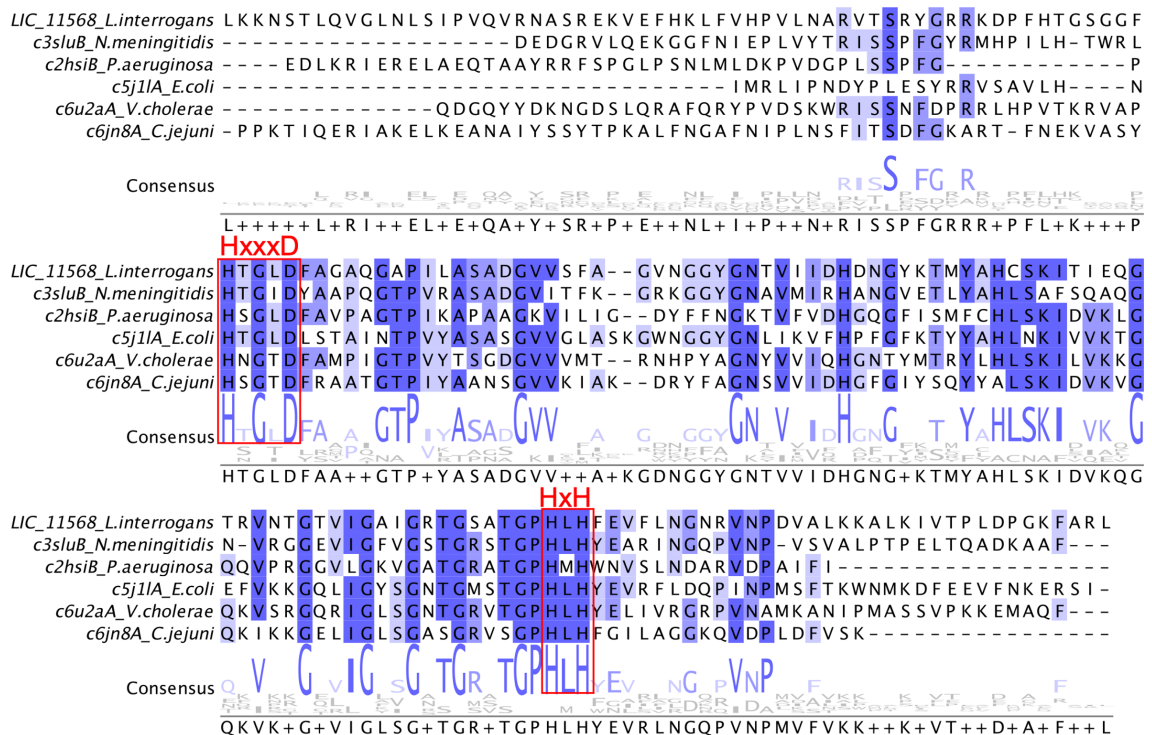 LIC_11568_L.interrogans LKKNSTLQVGLNLSIPVQVRNASREKVEFHKLFVHPVLNARVTSRYGRRKDPFHTGSGGF
c3sluB_N.meningitidis -------------------DEDGRVLQEKGGFNIEPLVYTRISSPFGYRMHPILH-TWRL
c2hsiB_P.aeruginosa ----EDLKRIERELAEQTAAYRRFSPGLPSNLMLDKPVDGPLSSPFG------------P
c5j1lA_E.coli ---------------------------------IMRLIPNDYPLESYRRVSAVLH----N
c6u2aA_V.cholerae --------------QDGQYYDKNGDSLQRAFQRYPVDSKWRISSNFDPRRLHPVTKRVAP
c6jn8A_C.jejuni -PPKTIQERIAKELKEANAIYSSYTPKALFNGAFNIPLNSFITSDFGKART-FNEKVASY
Consensus RISS FG R
L+++++L+RI++EL+E+QA+Y+SR+P+E++NL+I+P++N+RISSPFGRRR+PFL+K+++P
HxxxD
LIC_11568_L.interrogans HTGLDFAGAQGAPILASADGVVSFA--GVNGGYGNTVIIDHDNGYKTMYAHCSKITIEQG
c3sluB_N.meningitidis HTGIDYAAPQGTPVRASADGVITFK--GRKGGYGNAVMIRHANGVETLYAHLSAFSQAQG
c2hsiB_P.aeruginosa HSGLDFAVPAGTPIKAPAAGKVILIG--DYFFNGKTVFVDHGQGFISMFCHLSKIDVKLG
c5j1lA_E.coli HTGLDLSTAINTPVYASASGVVGLASKGWNGGYGNLIKVFHPFGFKTYYAHLNKIVVKTG
c6u2aA_V.cholerae HNGTDFAMPIGTPVYTSGDGVVVMT--RNHPYAGNYVVIQHGNTYMTRYLHLSKILVKKG
c6jn8A_C.jejuni HSGTDFRAATGTPIYAANSGVVKIAK--DRYFAGNSVVIDHGFGIYSQYYALSKIDVKVG
Consensus
HTGLDFAA++GTP+YASADGVV++A+KGDNGGYGNTVVIDHGNG+KTMYAHLSKIDVKQG
HxH
LIC_11568_L.interrogans TRVNTGTVIGAIGRTGSATGPHLHFEVFLNGNRVNPDVALKKALKIVTPLDPGKFARL
c3sluB_N.meningitidis N-VRGGEVIGFVGSTGRSTGPHLHYEARINGQPVNP-VSVALPTPELTQADKAAF---
c2hsiB_P.aeruginosa QQVPRGGVLGKVGATGRATGPHMHWNVSLNDARVDPAIFI------------------
c5j1lA_E.coli EFVKKGQLIGYSGNTGMSTGPHLHYEVRFLDQPINPMSFTKWNMKDFEEVFNKERSI-
c6u2aA_V.cholerae QKVSRGQRIGLSGNTGRVTGPHLHYELIVRGRPVNAMKANIPMASSVPKKEMAQF---
c6jn8A_C.jejuni QKIKKGELIGLSGASGRVSGPHLHFGILAGGKQVDPLDFVSK----------------
Consensus
QKVK+G+VIGLSG+TGR+TGPHLHYEVRLNGQPVNPMVFVKK++K+VT++D+A+F++L